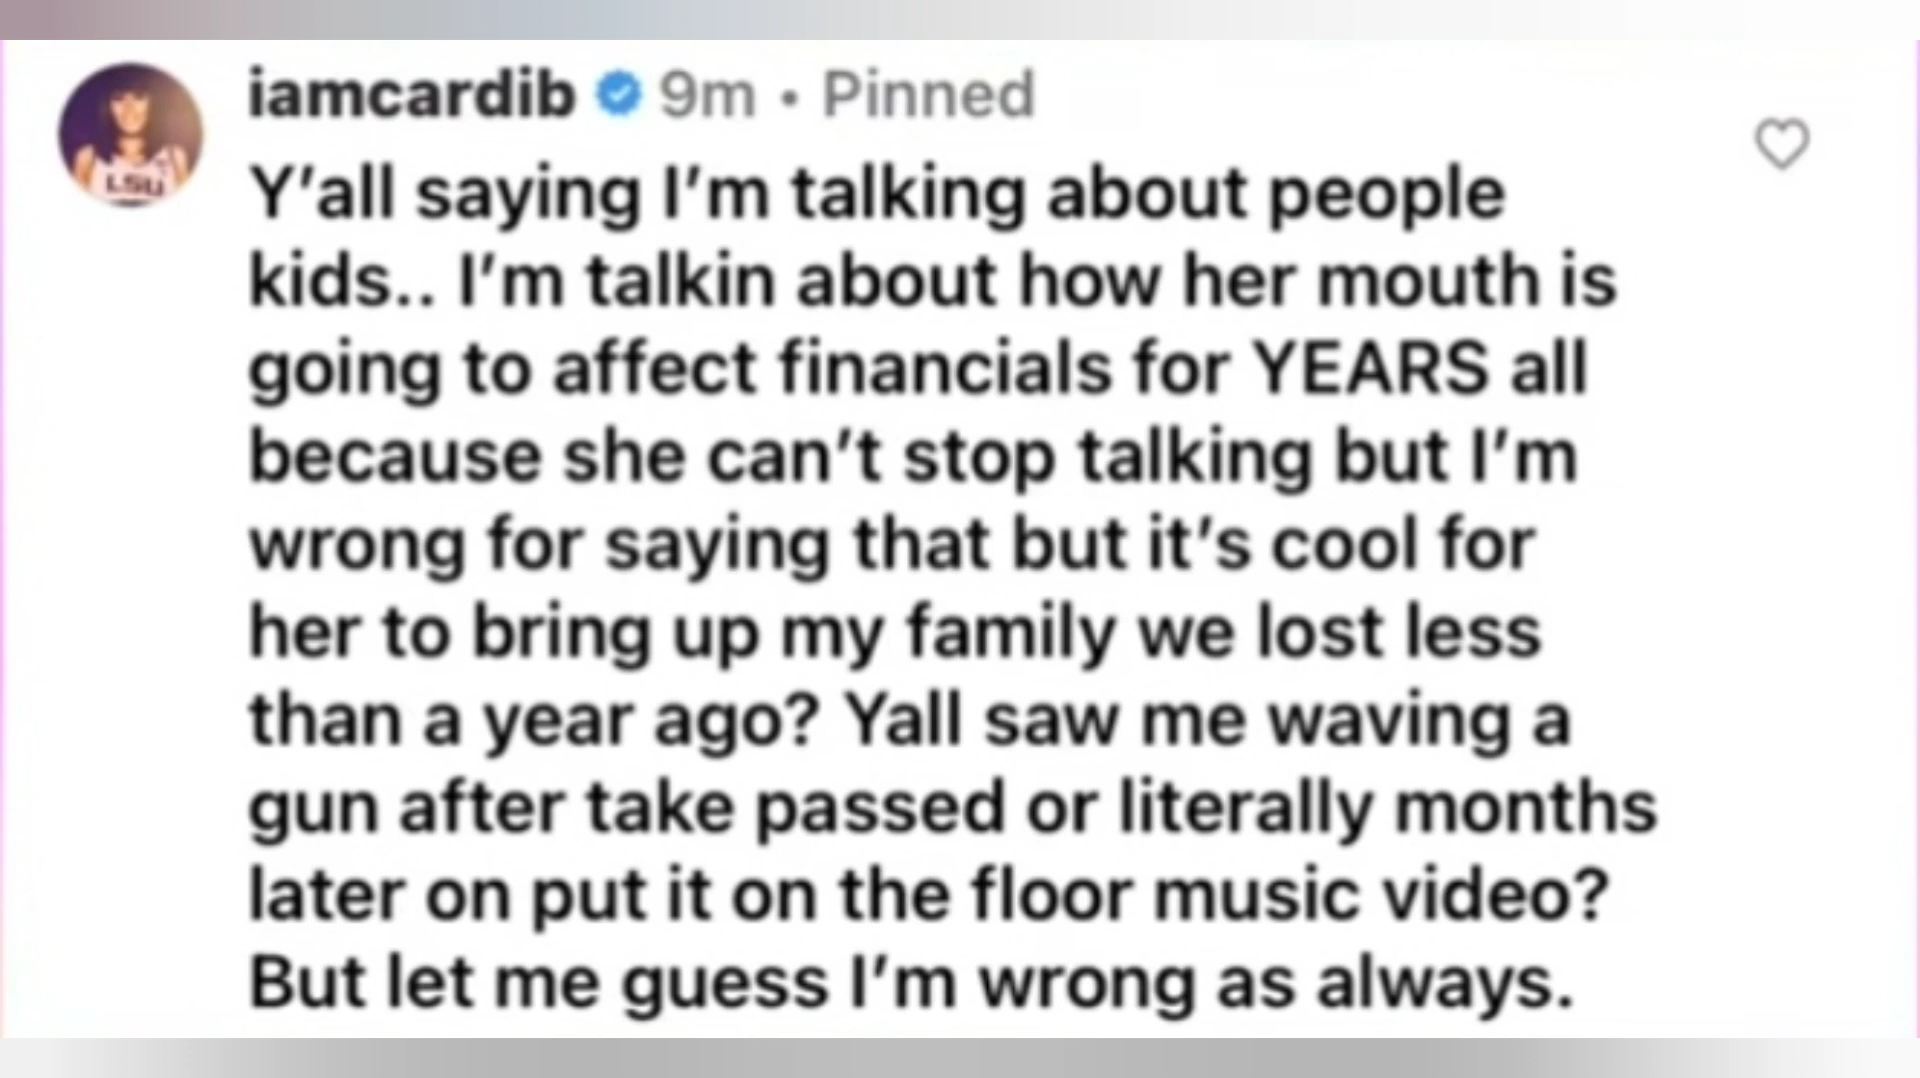 iamcardib 9m • Pinned
Y’all saying I’m talking about people
kids.. I’m talkin about how her mouth is
going to affect financials for YEARS all
because she can’t stop talking but I’m
wrong for saying that but it’s cool for
her to bring up my family we lost less
than a year ago? Yall saw me waving a
gun after take passed or literally months
later on put it on the floor music video?
But let me guess I’m wrong as always.
LSU